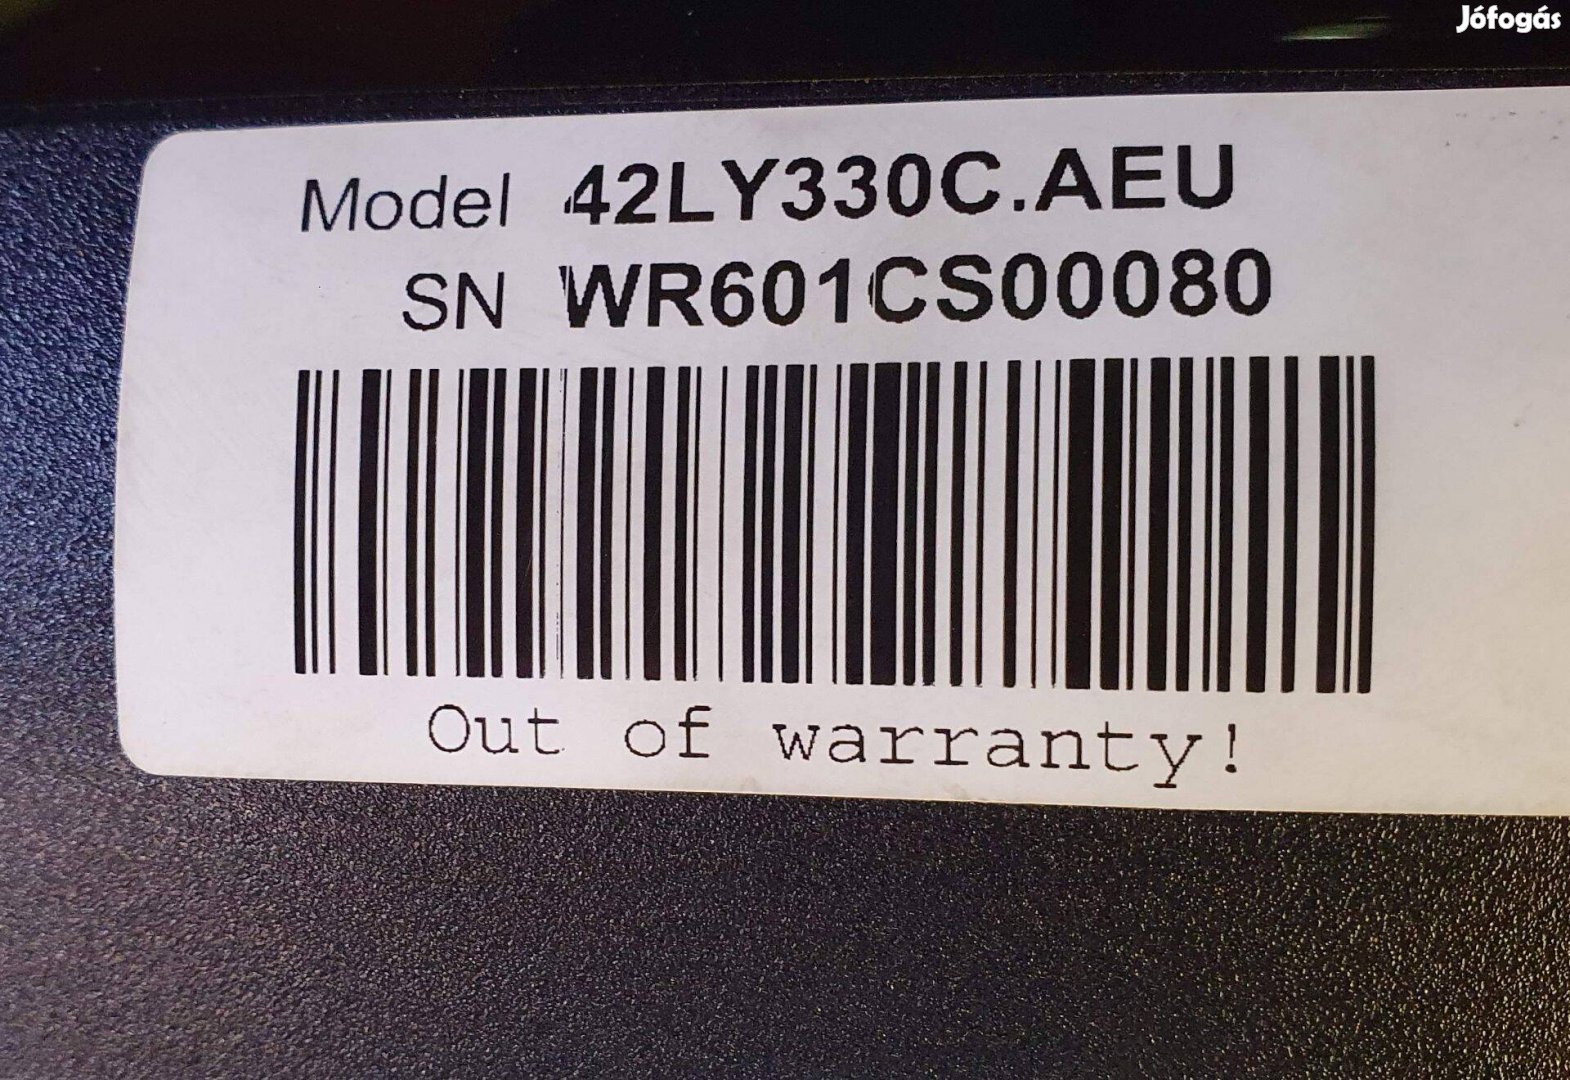 Jófogás
Model 42LY330C.AEU
SN WR601CS00080
Out of warranty!